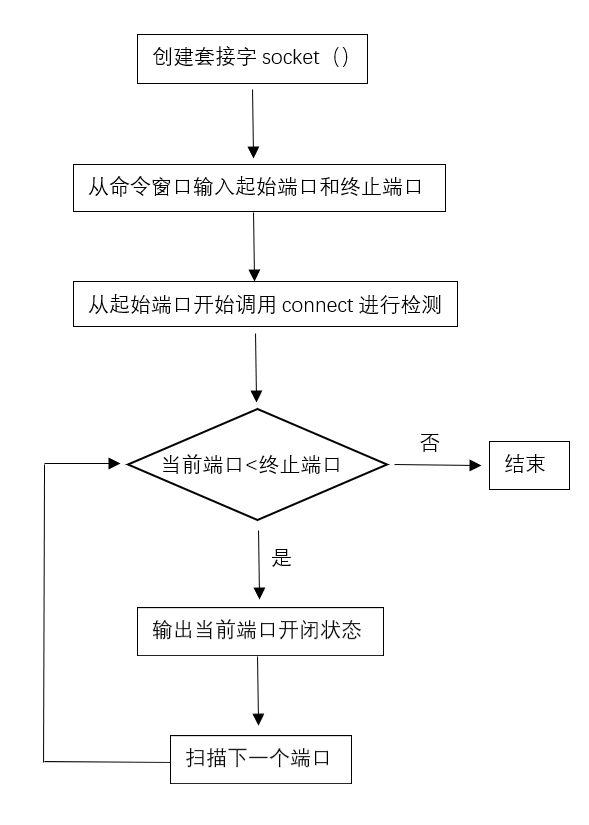 创建套接字 socket（）
从命令窗口输入起始端口和终止端口
从起始端口开始调用 connect 进行检测
当前端口<终止端口
否
结束
是
输出当前端口开闭状态
扫描下一个端口